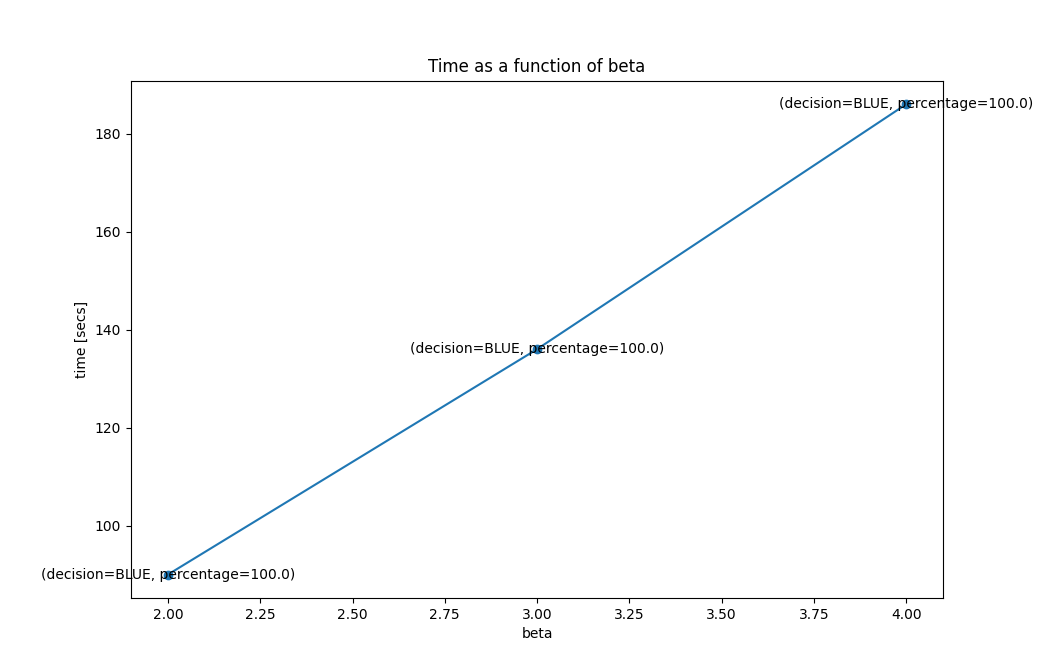 Time as a function of beta
(decision=BLUE, percentage=100.0)
180
160
time [secs]
140
(decision=BLUE, percentage=100.0)
120
100
(decision=BLUE, percentage=100.0)
2.00 2.25 2.50 2.75 3.00 3.25 3.50 3.75 4.00
beta